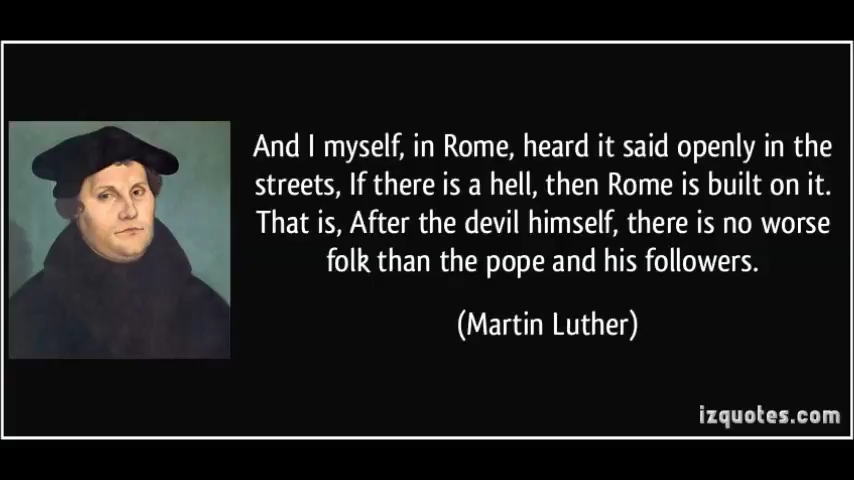 And I myself, in Rome, heard it said openly in the
streets, If there is a hell, then Rome is built on it.
That is, After the devil himself, there is no worse
folk than the pope and his followers.
(Martin Luther)
izquotes.com